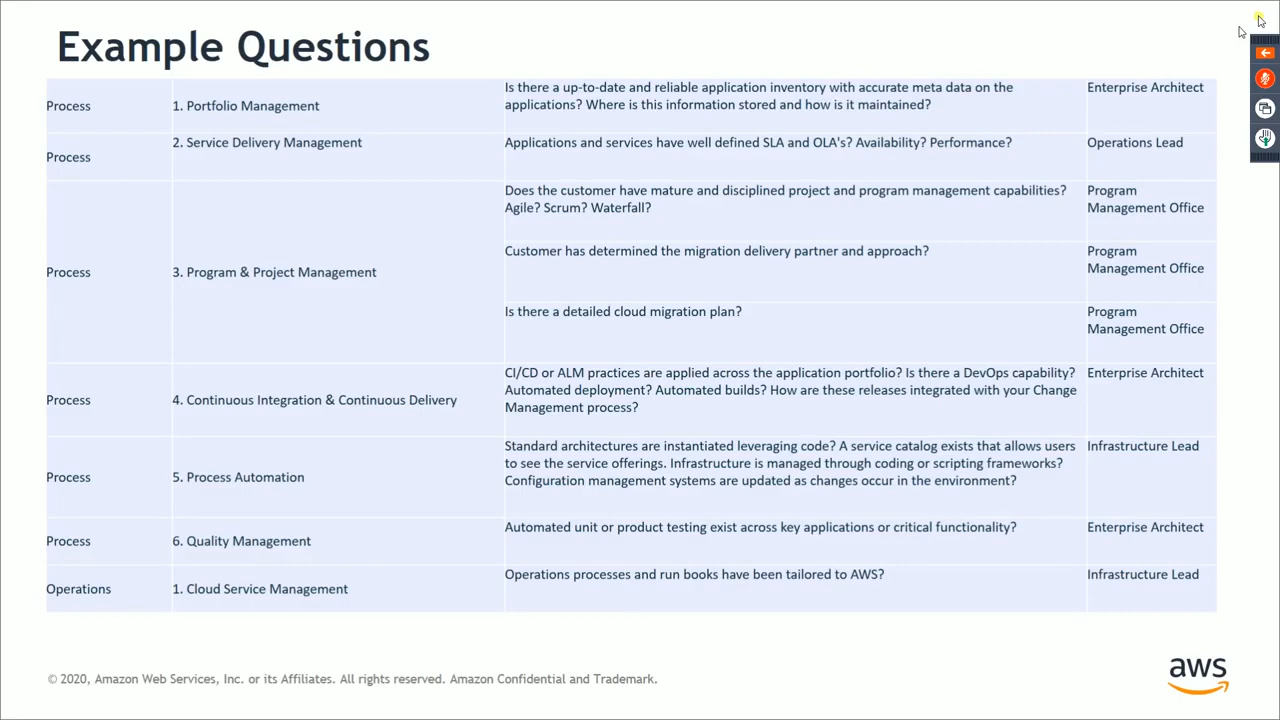 Example Questions
Process
1. Portfolio Management
Is there a up-to-date and reliable application inventory with accurate meta data on the
applications? Where is this information stored and how is it maintained?
Enterprise Architect
Process
2. Service Delivery Management
Applications and services have well defined SLA and OLA's? Availability? Performance?
Operations Lead
Process
3. Program & Project Management
Does the customer have mature and disciplined project and program management capabilities?
Agile? Scrum? Waterfall?
Program
Management Office
Customer has determined the migration delivery partner and approach?
Program
Management Office
Is there a detailed cloud migration plan?
Program
Management Office
Process
4. Continuous Integration & Continuous Delivery
CI/CD or ALM practices are applied across the application portfolio? Is there a DevOps capability?
Automated deployment? Automated builds? How are these releases integrated with your Change
Management process?
Enterprise Architect
Process
5. Process Automation
Standard architectures are instantiated leveraging code? A service catalog exists that allows users
to see the service offerings. Infrastructure is managed through coding or scripting frameworks?
Configuration management systems are updated as changes occur in the environment?
Infrastructure Lead
Process
6. Quality Management
Automated unit or product testing exist across key applications or critical functionality?
Enterprise Architect
Operations
1. Cloud Service Management
Operations processes and run books have been tailored to AWS?
Infrastructure Lead
© 2020, Amazon Web Services, Inc. or its Affiliates. All rights reserved. Amazon Confidential and Trademark.
aws